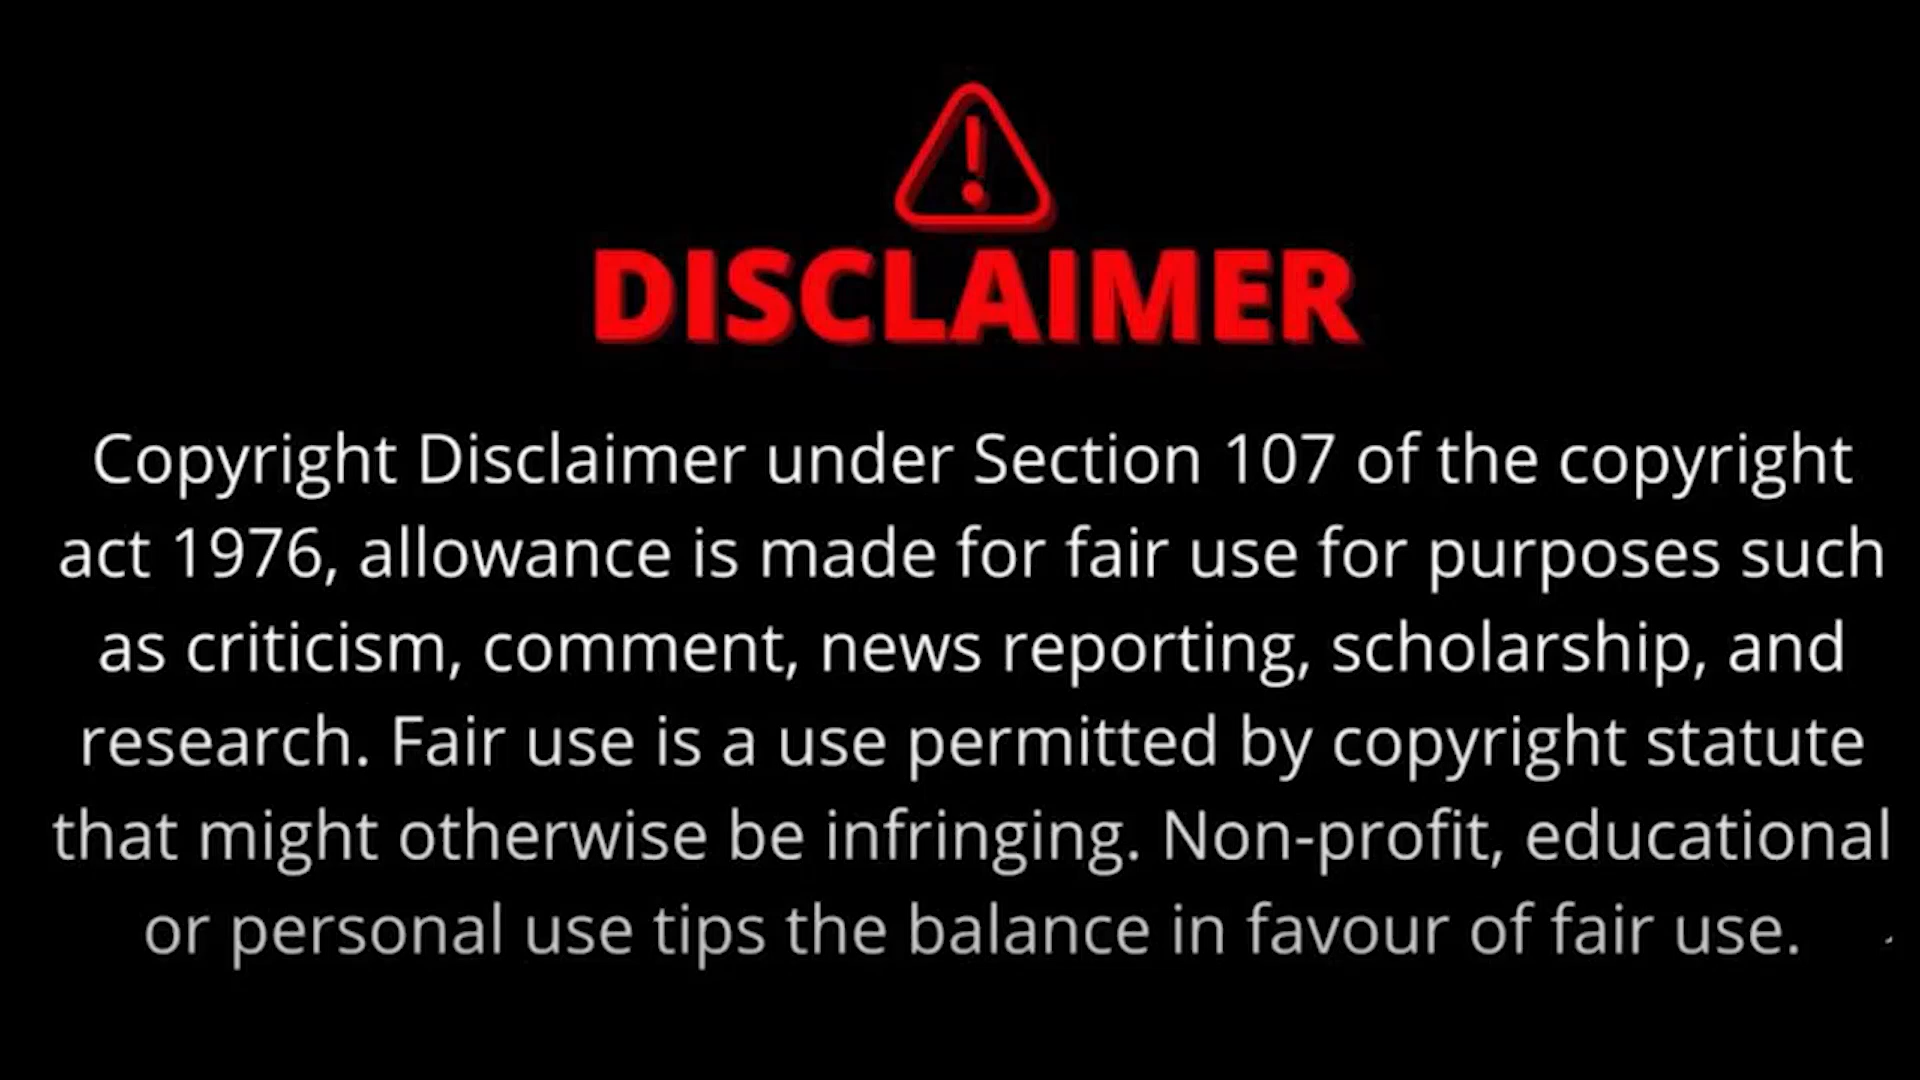 DISCLAIMER
Copyright Disclaimer under Section 107 of the copyright
act 1976, allowance is made for fair use for purposes such
as criticism, comment, news reporting, scholarship, and
research. Fair use is a use permitted by copyright statute
that might otherwise be infringing. Non-profit, educational
or personal use tips the balance in favour of fair use.